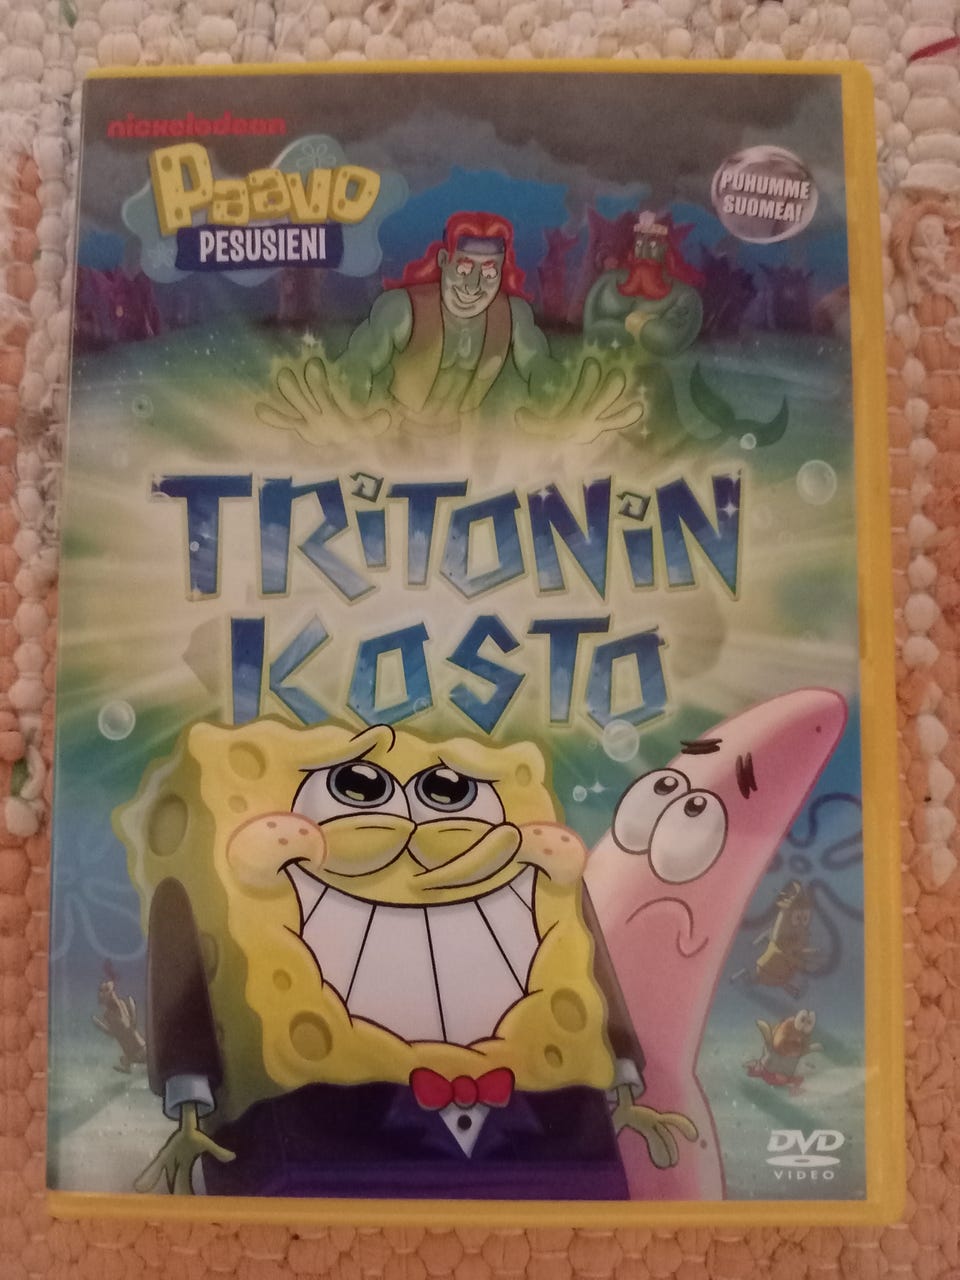 nickelodeon
Paavo
PESUSIENI
PUHUMME
SUOMEA!
TRiTONiN
KOSTO
DVD
VIDEO